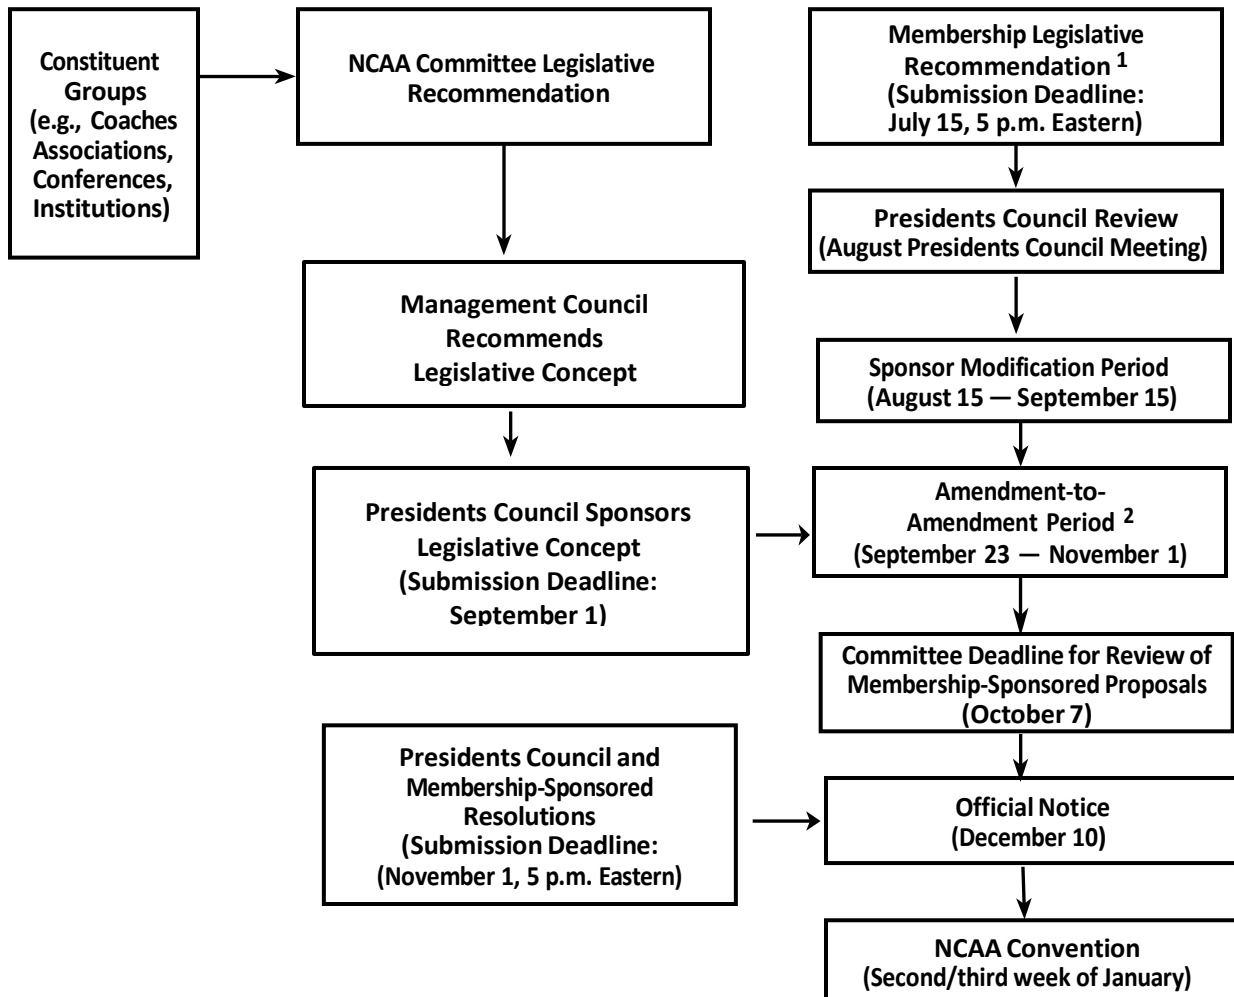 Constituent
Groups
(e.g., Coaches
Associations,
Conferences,
Institutions)
NCAA Committee Legislative
Recommendation
Management Council
Recommends
Legislative Concept
Presidents Council Sponsors
Legislative Concept
(Submission Deadline:
September 1)
Presidents Council and
Membership-Sponsored
Resolutions
(Submission Deadline:
(November 1, 5 p.m. Eastern)
Membership Legislative
Recommendation 1
(Submission Deadline:
July 15, 5 p.m. Eastern)
Presidents Council Review
(August Presidents Council Meeting)
Sponsor Modification Period
(August 15 — September 15)
Amendment-to-
Amendment Period 2
(September 23 — November 1)
Committee Deadline for Review of
Membership-Sponsored Proposals
(October 7)
Official Notice
(December 10)
NCAA Convention
(Second/third week of January)